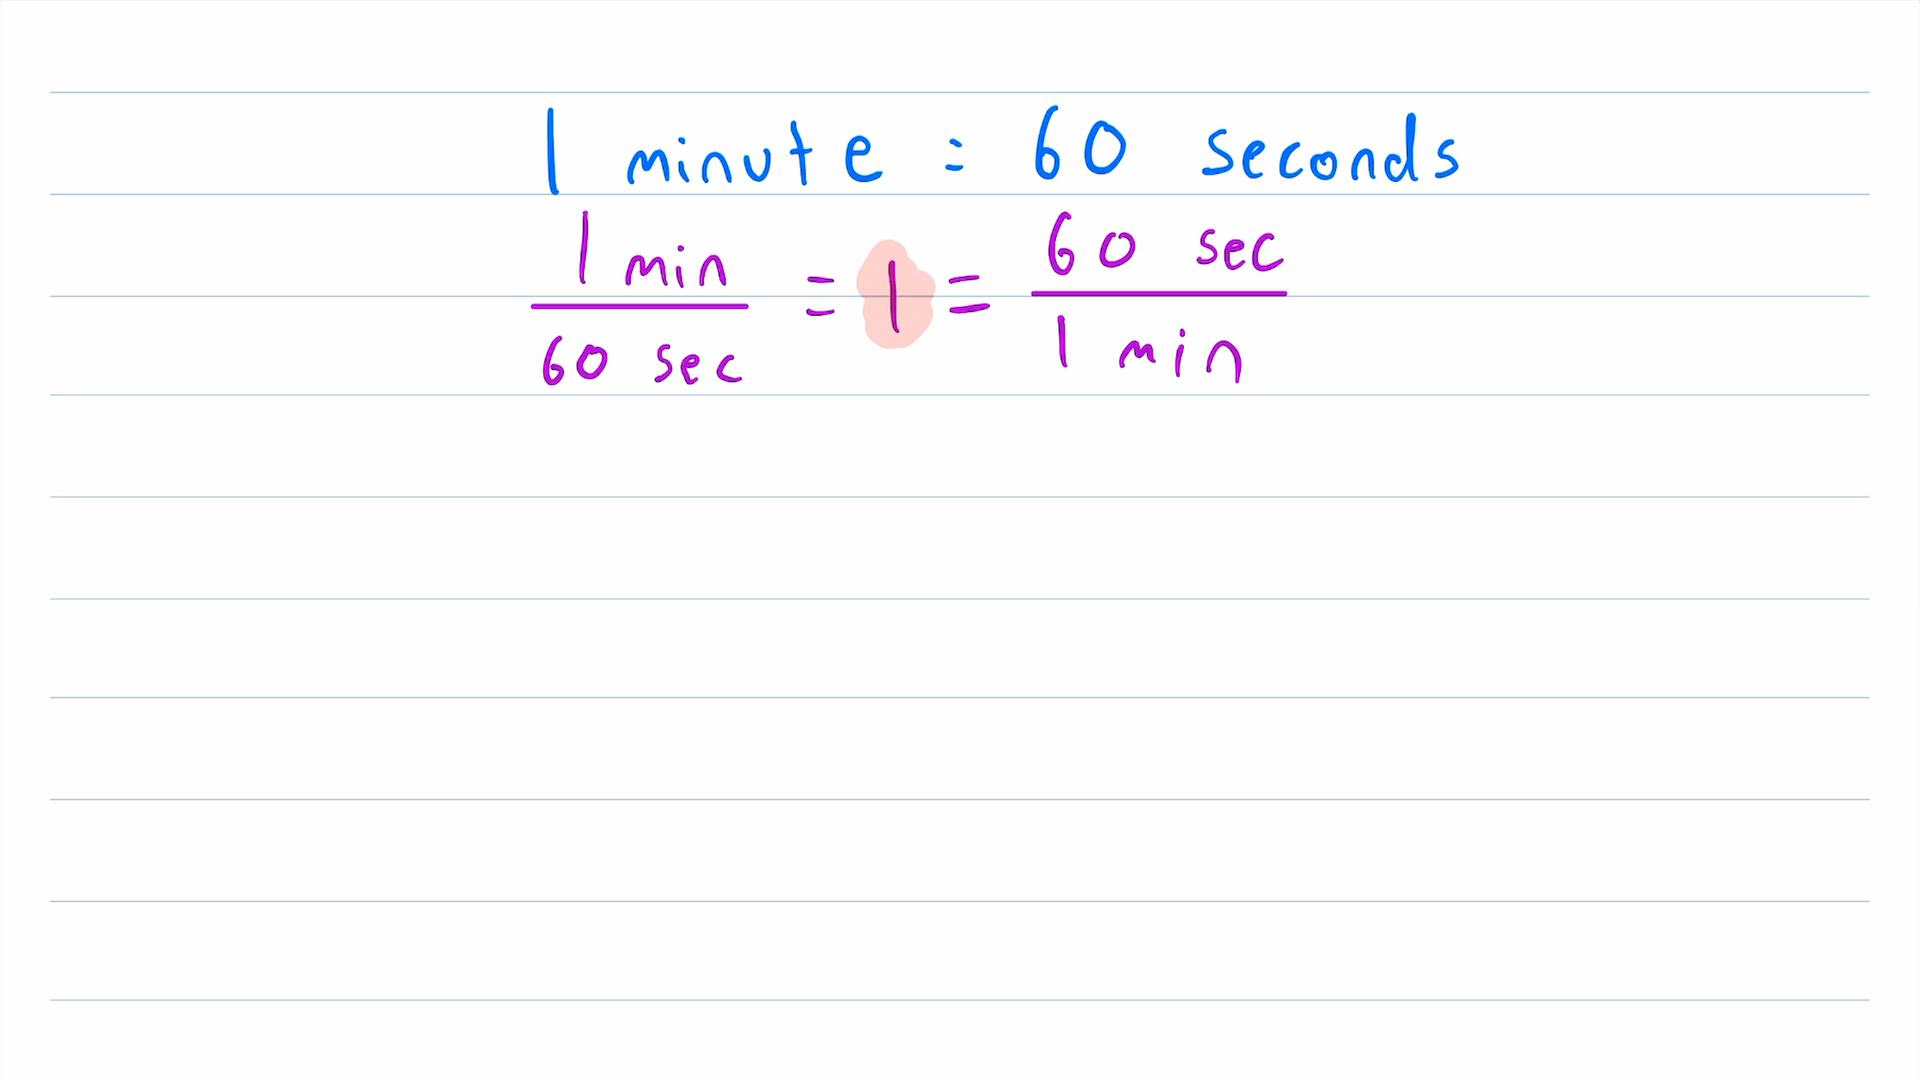 1 minute = 60 seconds
1 min / 60 sec = 1 = 60 sec / 1 min